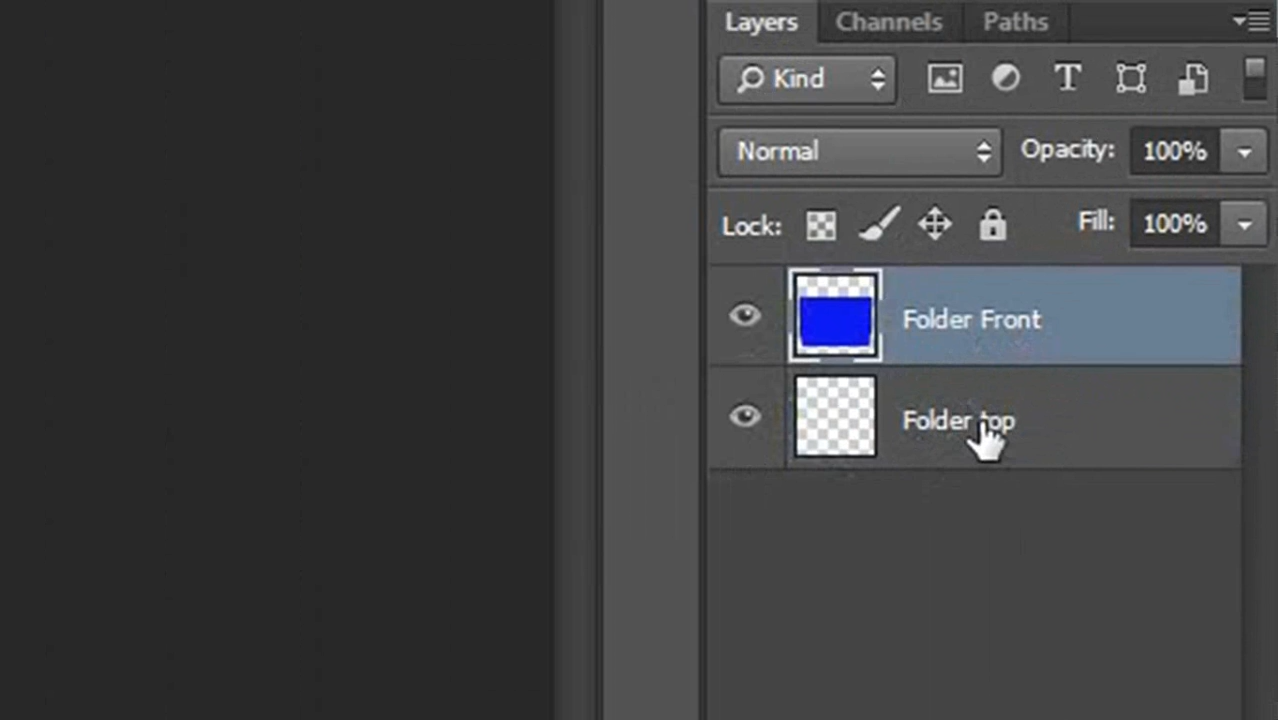 Layers Channels Paths
Kind
Normal Opacity: 100%
Lock: Fill: 100%
Folder Front
Folder top